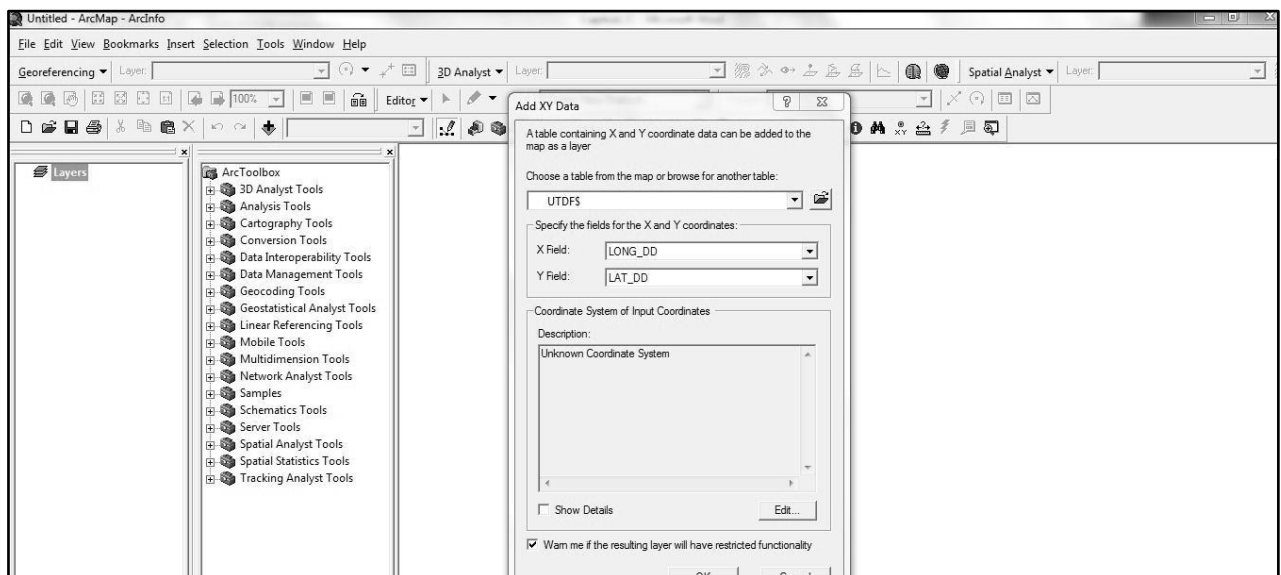 Untitled - ArcMap - ArcInfo
File Edit View Bookmarks Insert Selection Tools Window Help
Georeferencing Layer: 3D Analyst Layer: Spatial Analyst Layer:
100% Editor
Layers
ArcToolbox
3D Analyst Tools
Analysis Tools
Cartography Tools
Conversion Tools
Data Interoperability Tools
Data Management Tools
Geocoding Tools
Geostatistical Analyst Tools
Linear Referencing Tools
Mobile Tools
Multidimension Tools
Network Analyst Tools
Samples
Schematics Tools
Server Tools
Spatial Analyst Tools
Spatial Statistics Tools
Tracking Analyst Tools
Add XY Data
A table containing X and Y coordinate data can be added to the
map as a layer
Choose a table from the map or browse for another table:
UTDF$
Specify the fields for the X and Y coordinates:
X Field: LONG_DD
Y Field: LAT_DD
Coordinate System of Input Coordinates
Description:
Unknown Coordinate System
Show Details Edit...
Warn me if the resulting layer will have restricted functionality